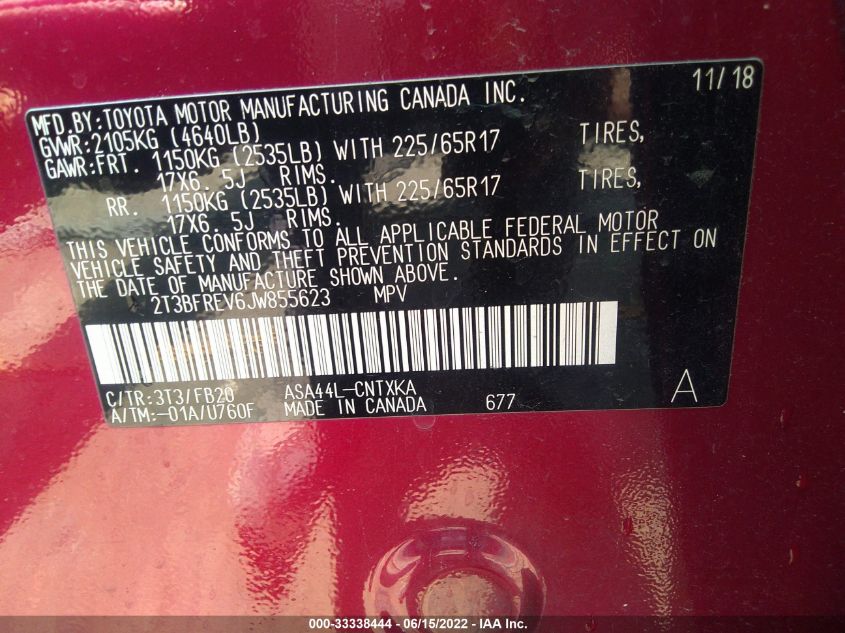 MFD.BY:TOYOTA MOTOR MANUFACTURING CANADA INC. 11/18
GVWR:2105KG (4640LB)
GAWR:FRT. 1150KG (2535LB) WITH 225/65R17 TIRES,
17X6. 5J RIMS.
RR. 1150KG (2535LB) WITH 225/65R17 TIRES,
17X6. 5J RIMS.
THIS VEHICLE CONFORMS TO ALL APPLICABLE FEDERAL MOTOR
VEHICLE SAFETY AND THEFT PREVENTION STANDARDS IN EFFECT ON
THE DATE OF MANUFACTURE SHOWN ABOVE.
2T3BFREV6JW855623 MPV
C/TR:3T3/FB20 ASA44L-CNTXKA
A/TM:-01A/U760F MADE IN CANADA 677 A
000-33338444 - 06/15/2022 - IAA Inc.